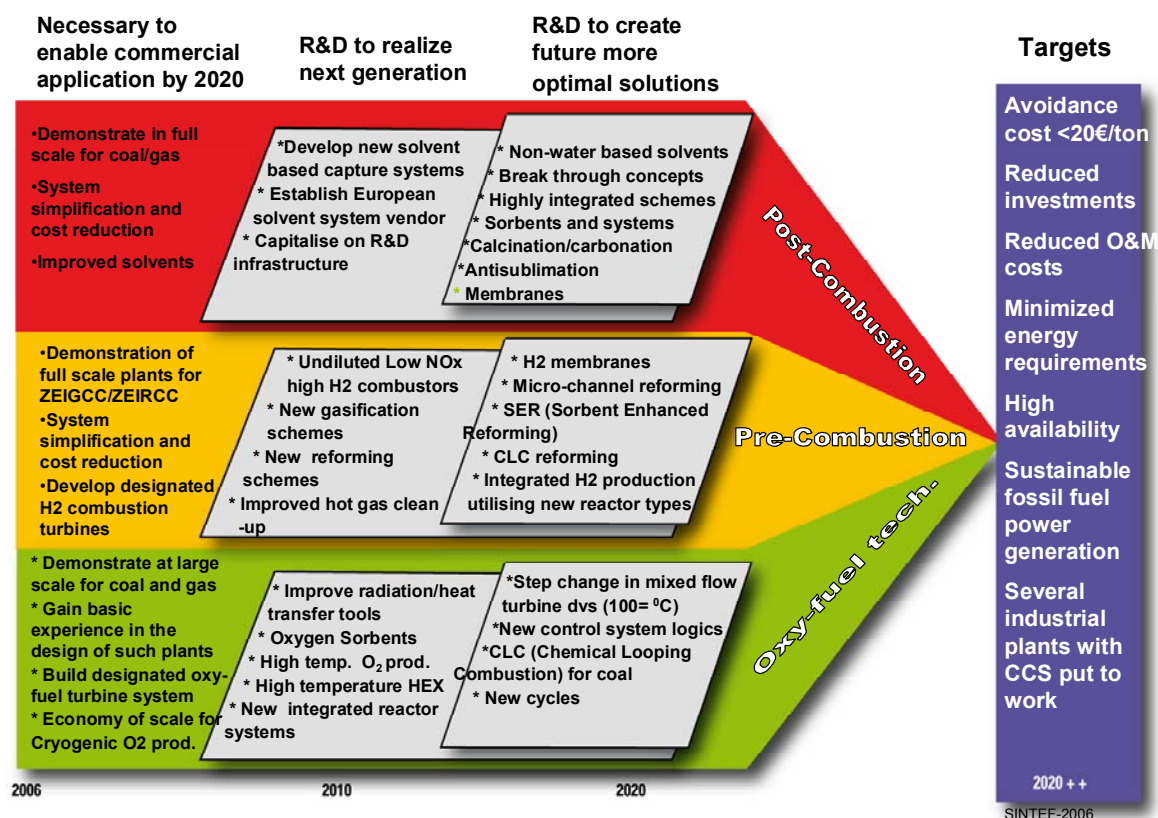 Necessary to
enable commercial
application by 2020
R&D to realize
next generation
R&D to create
future more
optimal solutions
Targets
•Demonstrate in full
scale for coal/gas
•System
simplification and
cost reduction
•Improved solvents
*Develop new solvent
based capture systems
* Establish European
solvent system vendor
* Capitalise on R&D
infrastructure
* Non-water based solvents
* Break through concepts
* Highly integrated schemes
* Sorbents and systems
*Calcination/carbonation
*Antisublimation
* Membranes
Post-Combustion
•Demonstration of
full scale plants for
ZEIGCC/ZEIRCC
•System
simplification and
cost reduction
•Develop designated
H2 combustion
turbines
* Undiluted Low NOx
high H2 combustors
* New gasification
schemes
* New reforming
schemes
* Improved hot gas clean
-up
* H2 membranes
* Micro-channel reforming
* SER (Sorbent Enhanced
Reforming)
* CLC reforming
* Integrated H2 production
utilising new reactor types
Pre-Combustion
* Demonstrate at large
scale for coal and gas
* Gain basic
experience in the
design of such plants
* Build designated oxy-
fuel turbine system
* Economy of scale for
Cryogenic O2 prod.
* Improve radiation/heat
transfer tools
* Oxygen Sorbents
* High temp. O2 prod.
* High temperature HEX
* New integrated reactor
systems
*Step change in mixed flow
turbine dvs (100= ⁰C)
*New control system logics
*CLC (Chemical Looping
Combustion) for coal
* New cycles
Oxy-fuel tech.
Avoidance
cost <20€/ton
Reduced
investments
Reduced O&M
costs
Minimized
energy
requirements
High
availability
Sustainable
fossil fuel
power
generation
Several
industrial
plants with
CCS put to
work
2020 + +
2006
2010
2020
SINTEF-2006